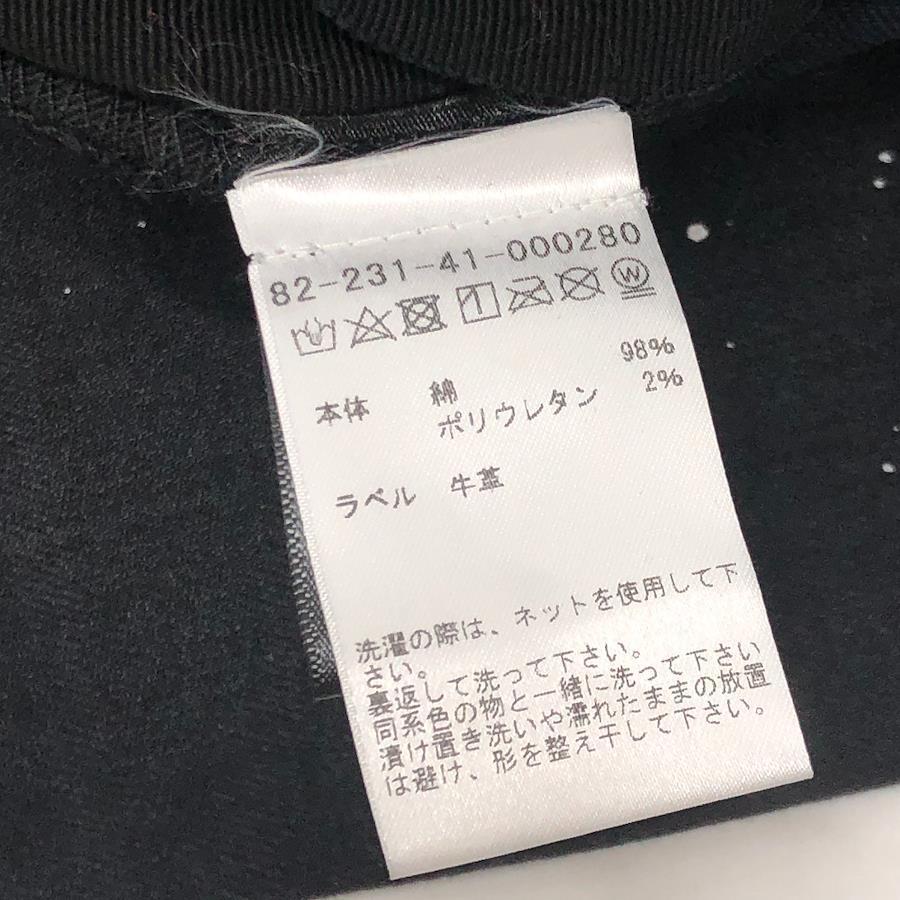 82-231-41-000280
本体 綿 98%
ポリウレタン 2%
ラベル 牛革
洗濯の際は、ネットを使用して下
さい。
裏返して洗って下さい。
同系色の物と一緒に洗って下さい
漬け置き洗いや濡れたままの放置
は避け、形を整え干して下さい。